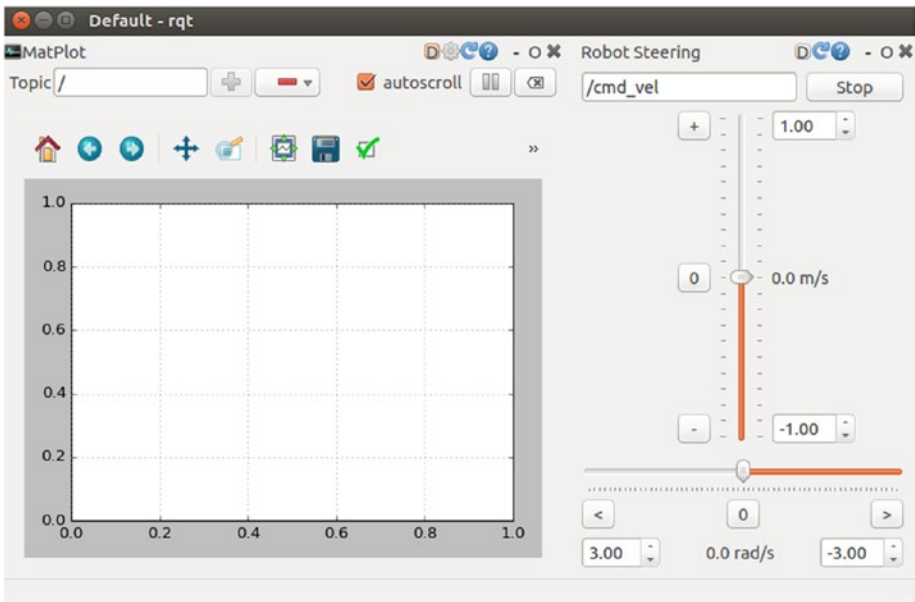 Default - rqt
MatPlot
D
- O
Topic /
autoscroll
»
1.0
0.8
0.6
0.4
0.2
0.0
0.0 0.2 0.4 0.6 0.8 1.0
Robot Steering
D
- O
/cmd_vel
Stop
+
1.00
0
0.0 m/s
-
-1.00
<
0
>
3.00
0.0 rad/s
-3.00